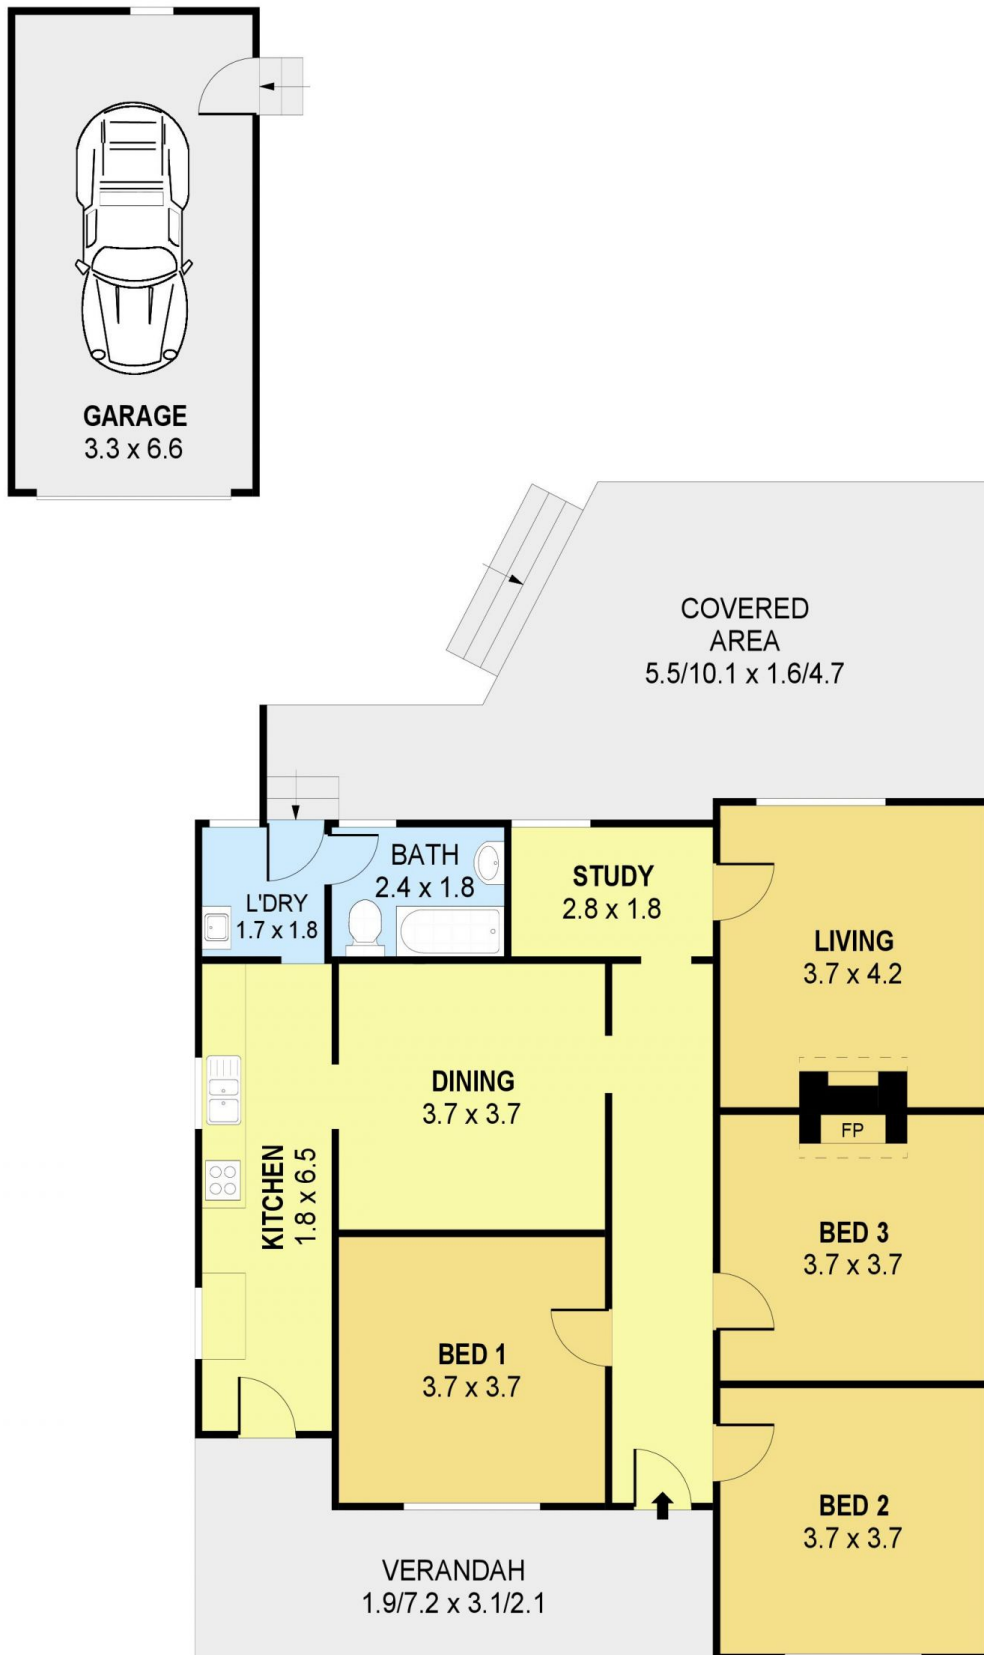 GARAGE
3.3 x 6.6
COVERED
AREA
5.5/10.1 x 1.6/4.7
BATH
2.4 x 1.8
L'DRY
1.7 x 1.8
STUDY
2.8 x 1.8
LIVING
3.7 x 4.2
DINING
3.7 x 3.7
FP
KITCHEN
1.8 x 6.5
BED 3
3.7 x 3.7
BED 1
3.7 x 3.7
BED 2
3.7 x 3.7
VERANDAH
1.9/7.2 x 3.1/2.1